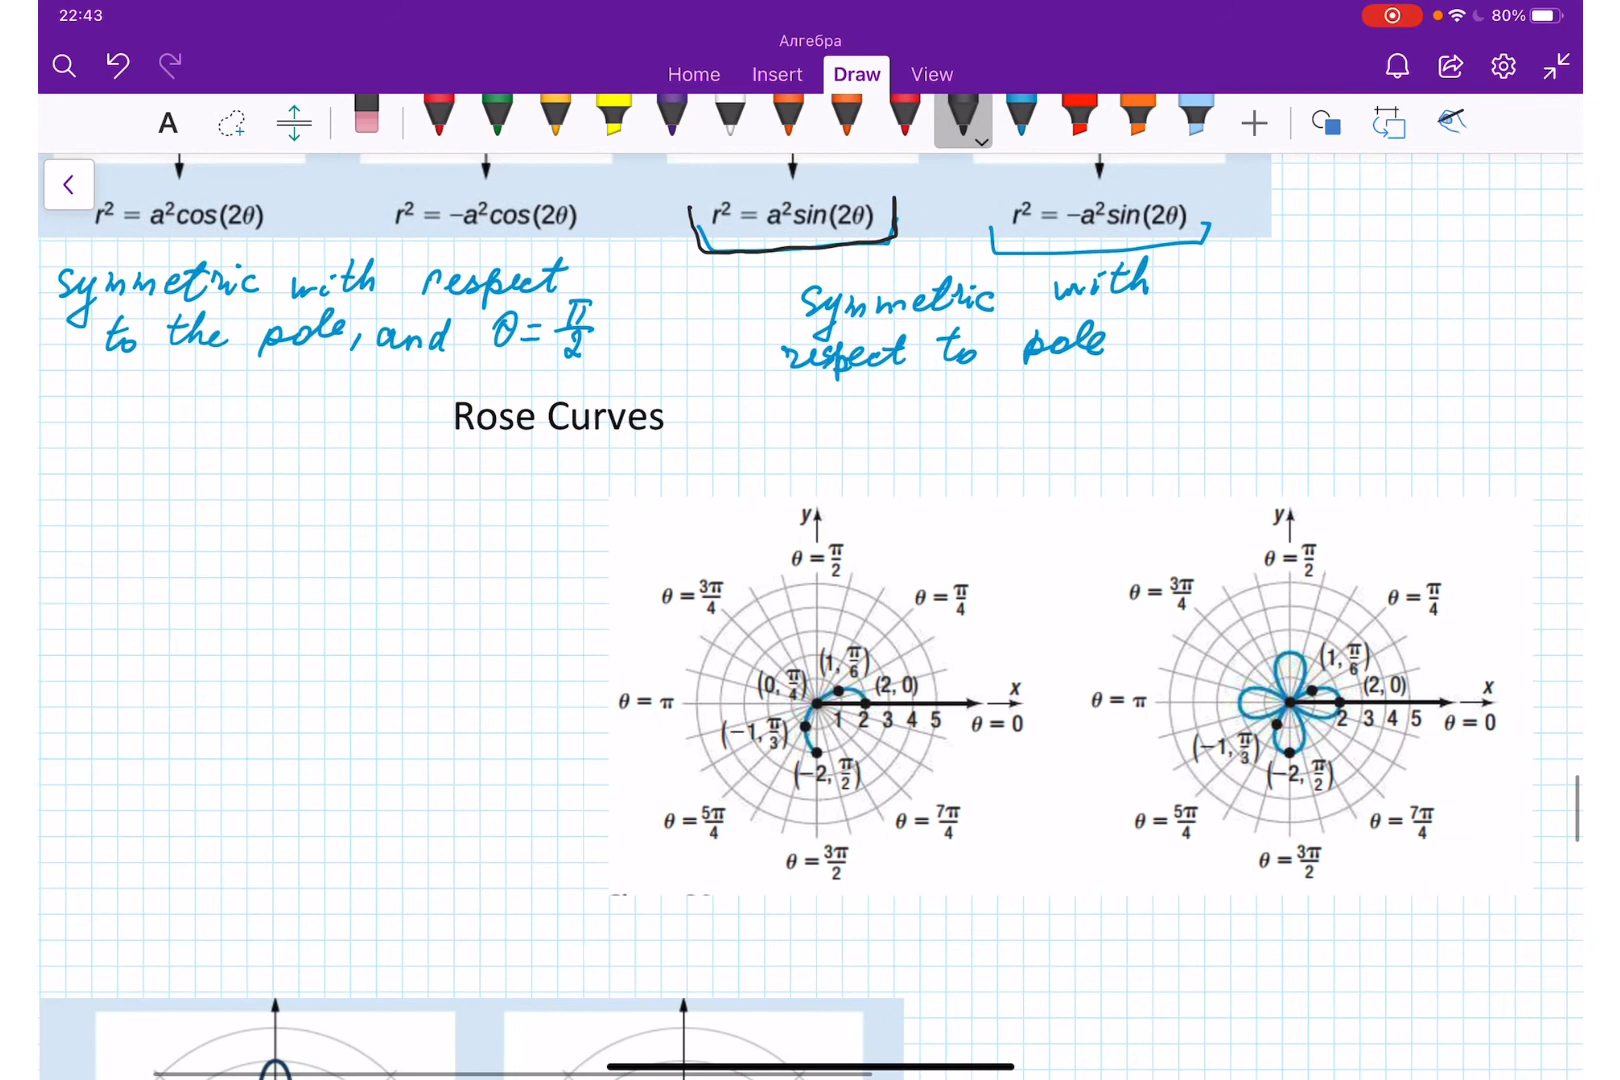 22:43
80%
Алгебра
Home Insert Draw View
A
r² = a²cos(2θ) r² = −a²cos(2θ) r² = a²sin(2θ) r² = −a²sin(2θ)
symmetric with respect
to the pole, and θ = π/2
symmetric with
respect to pole
Rose Curves
y
θ = π/2
θ = 3π/4
θ = π/4
(1, π/6)
(0, π/4)
(2, 0)
x
θ = π
1 2 3 4 5
θ = 0
(−1, π/3)
(−2, π/2)
θ = 5π/4
θ = 7π/4
θ = 3π/2
y
θ = π/2
θ = 3π/4
θ = π/4
(1, π/6)
(2, 0)
x
θ = π
2 3 4 5
θ = 0
(−1, π/3)
(−2, π/2)
θ = 5π/4
θ = 7π/4
θ = 3π/2